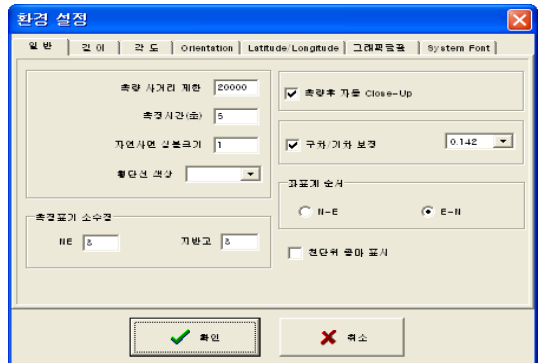 환경 설정
일 반 길 이 각 도 Orientation Latitude/Longitude 그래픽칼라 System Font
측량 사거리 제한 20000
측정시간(초) 5
자연사면 심볼크기 1
횡단선 색상
측정표기 소수점
NE 3 지반고 3
측량후 자동 Close-Up
구차/기차 보정 0.142
좌표계 순서
N-E E-N
천단위 콤마 표시
확인 취소